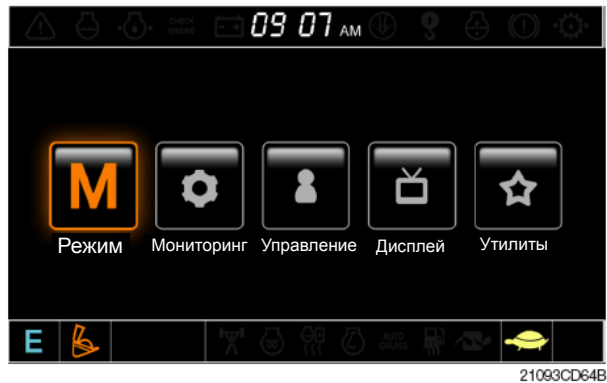 CHECK ENGINE
09 07 AM
M
Режим
Мониторинг
Управление
Дисплей
Утилиты
E
AUTO CRUISE
21093CD64B